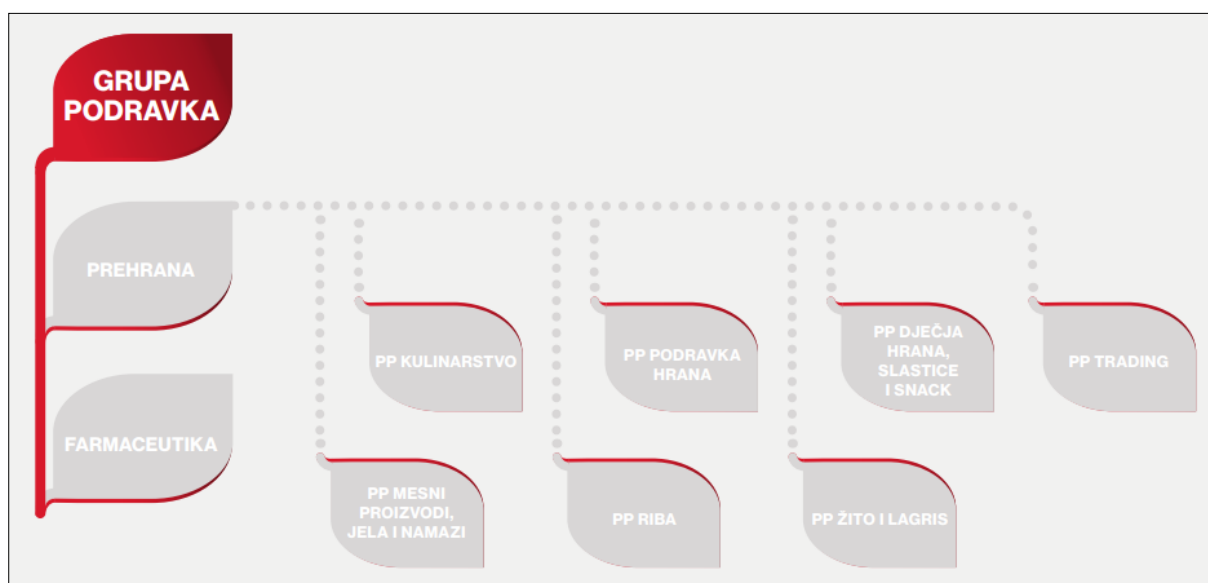 GRUPA
PODRAVKA
PREHRANA
FARMACEUTIKA
PP KULINARSTVO
PP PODRAVKA
HRANA
PP DJEČJA
HRANA,
SLASTICE
I SNACK
PP TRADING
PP MESNI
PROIZVODI,
JELA I NAMAZI
PP RIBA
PP ŽITO I LAGRIS